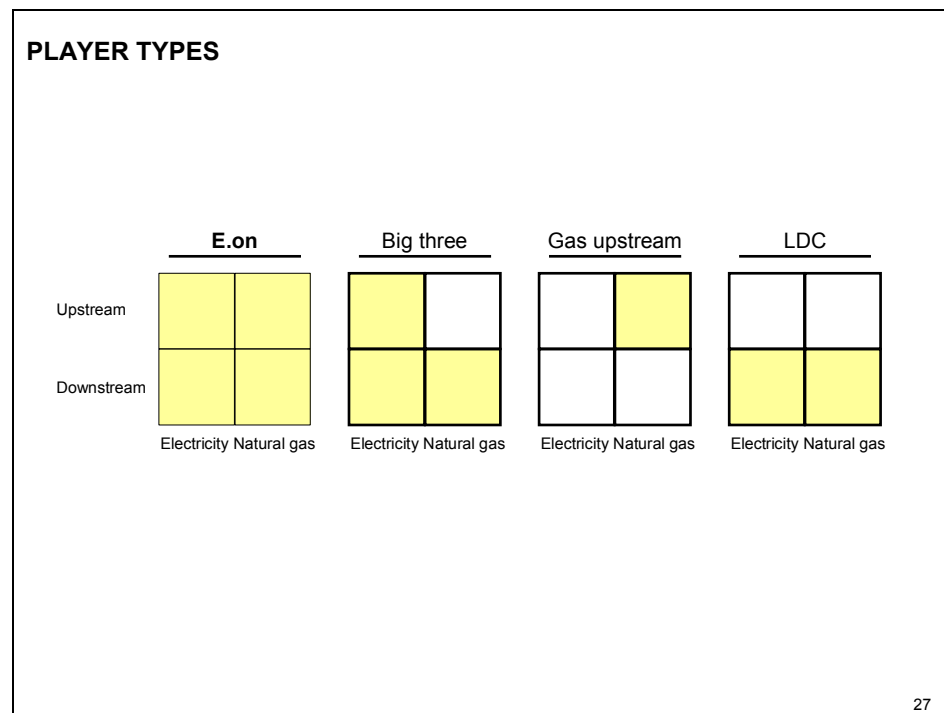 PLAYER TYPES
E.on Big three Gas upstream LDC
Upstream
Downstream
Electricity Natural gas Electricity Natural gas Electricity Natural gas Electricity Natural gas
27